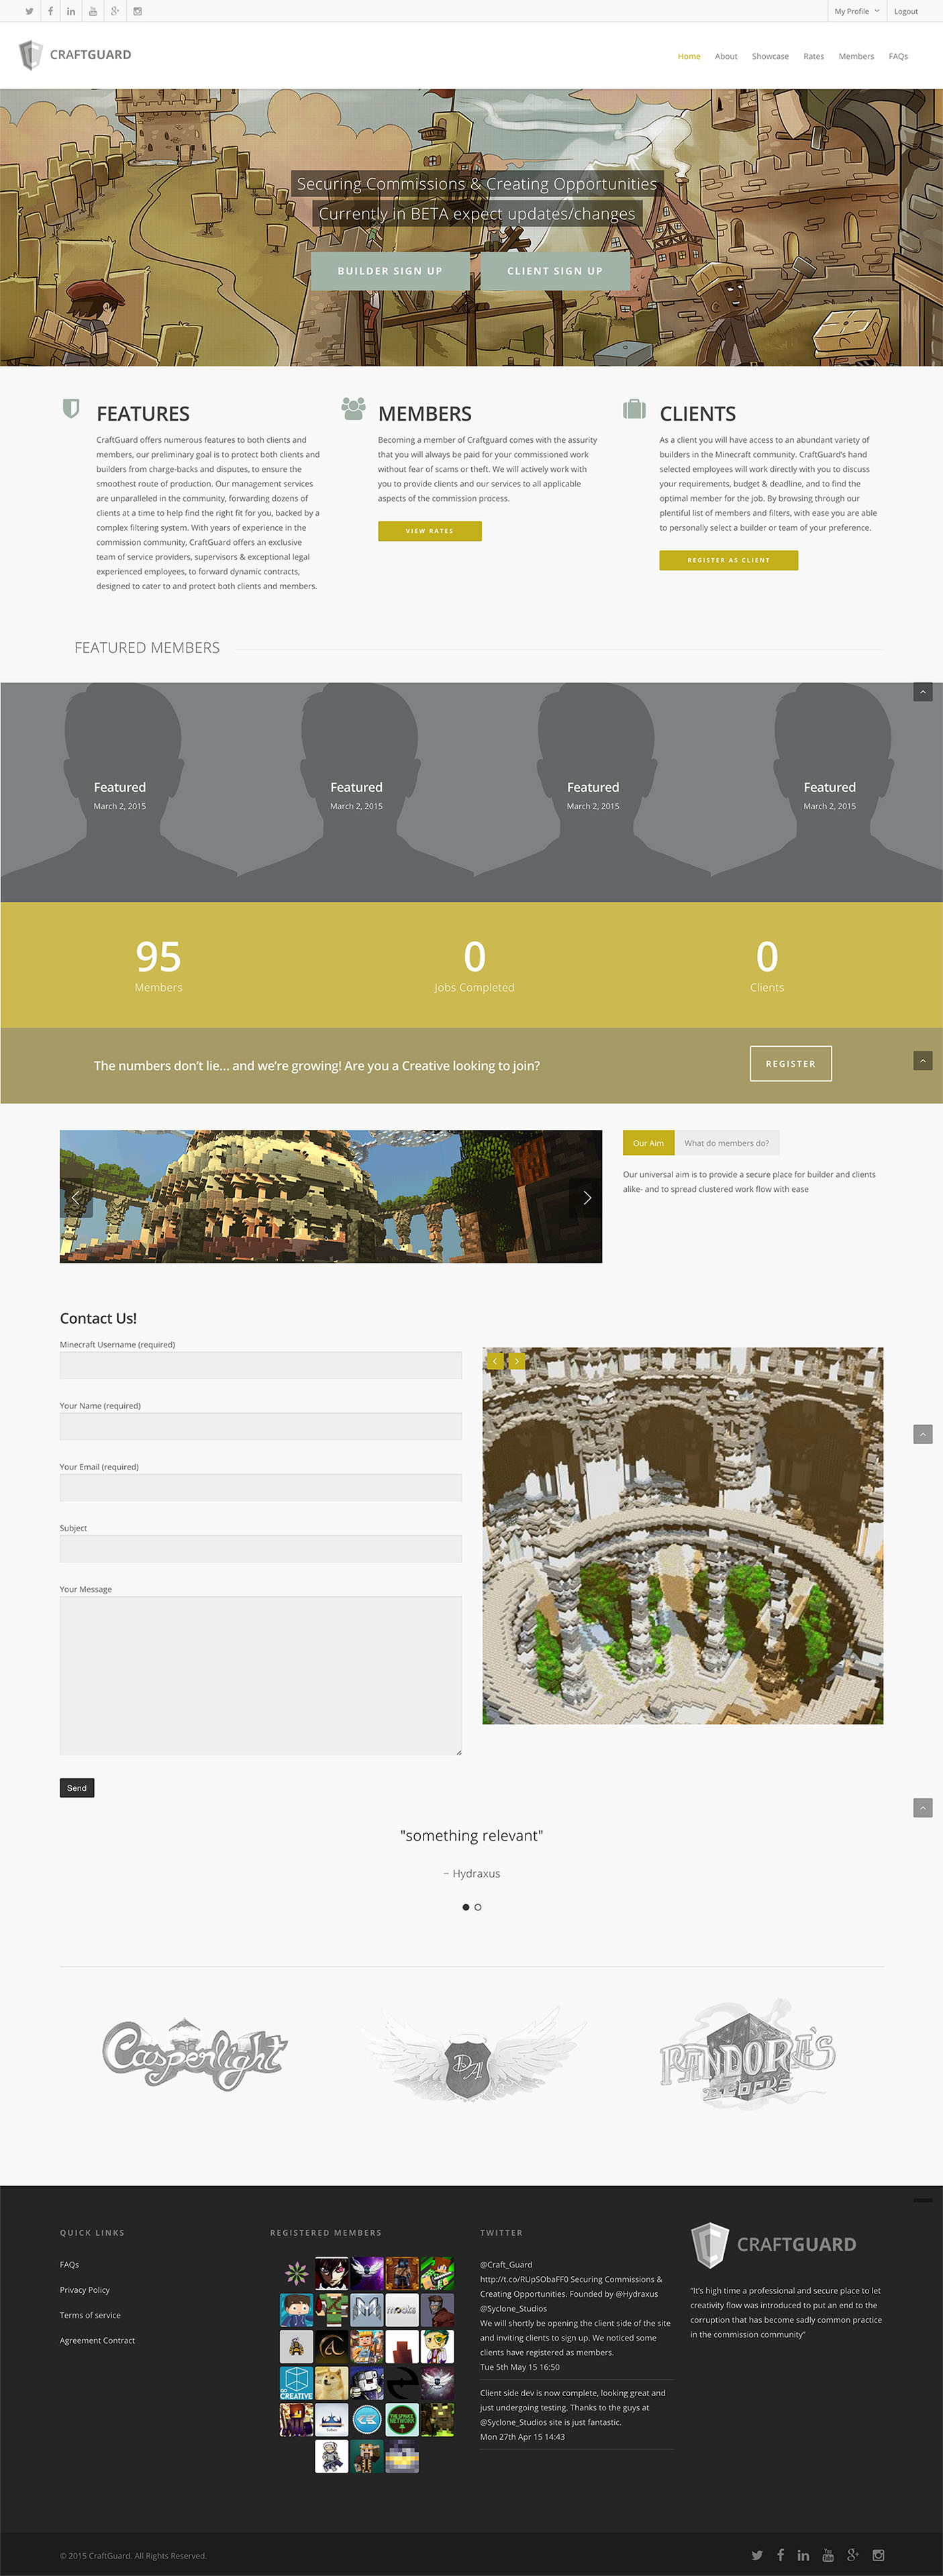 My Profile Logout
CRAFTGUARD
Home About Showcase Rates Members FAQs
Securing Commissions & Creating Opportunities
Currently in BETA expect updates/changes
BUILDER SIGN UP CLIENT SIGN UP
FEATURES
CraftGuard offers numerous features to both clients and
members, our preliminary goal is to protect both clients and
builders from charge-backs and disputes, to ensure the
smoothest route of production. Our management services
are unparalleled in the community, forwarding dozens of
clients at a time to help find the right fit for you, backed by a
complex filtering system. With years of experience in the
commission community, CraftGuard offers an exclusive
team of service providers, supervisors & exceptional legal
experienced employees, to forward dynamic contracts,
designed to cater to and protect both clients and members.
MEMBERS
Becoming a member of Craftguard comes with the assurity
that you will always be paid for your commissioned work
without fear of scams or theft. We will actively work with
you to provide clients and our services to all applicable
aspects of the commission process.
VIEW RATES
CLIENTS
As a client you will have access to an abundant variety of
builders in the Minecraft community. CraftGuard's hand
selected employees will work directly with you to discuss
your requirements, budget & deadline, and to find the
optimal member for the job. By browsing through our
plentiful list of members and filters, with ease you are able
to personally select a builder or team of your preference.
REGISTER AS CLIENT
FEATURED MEMBERS
Featured
March 2, 2015
Featured
March 2, 2015
Featured
March 2, 2015
Featured
March 2, 2015
95
Members
0
Jobs Completed
0
Clients
The numbers don't lie... and we're growing! Are you a Creative looking to join?
REGISTER
Our Aim What do members do?
Our universal aim is to provide a secure place for builder and clients
alike- and to spread clustered work flow with ease
Contact Us!
Minecraft Username (required)
Your Name (required)
Your Email (required)
Subject
Your Message
Send
"something relevant"
~ Hydraxus
Casperlight
DA
PANDORA'S
QUICK LINKS
FAQs
Privacy Policy
Terms of service
Agreement Contract
REGISTERED MEMBERS
mooks
CREATIVE
TWITTER
@Craft_Guard
http://t.co/RUpSObaFF0 Securing Commissions &
Creating Opportunities. Founded by @Hydraxus
@Syclone_Studios
We will shortly be opening the client side of the site
and inviting clients to sign up. We noticed some
clients have registered as members.
Tue 5th May 15 16:50
Client side dev is now complete, looking great and
just undergoing testing. Thanks to the guys at
@Syclone_Studios site is just fantastic.
Mon 27th Apr 15 14:43
CRAFTGUARD
"It's high time a professional and secure place to let
creativity flow was introduced to put an end to the
corruption that has become sadly common practice
in the commission community"
© 2015 CraftGuard. All Rights Reserved.